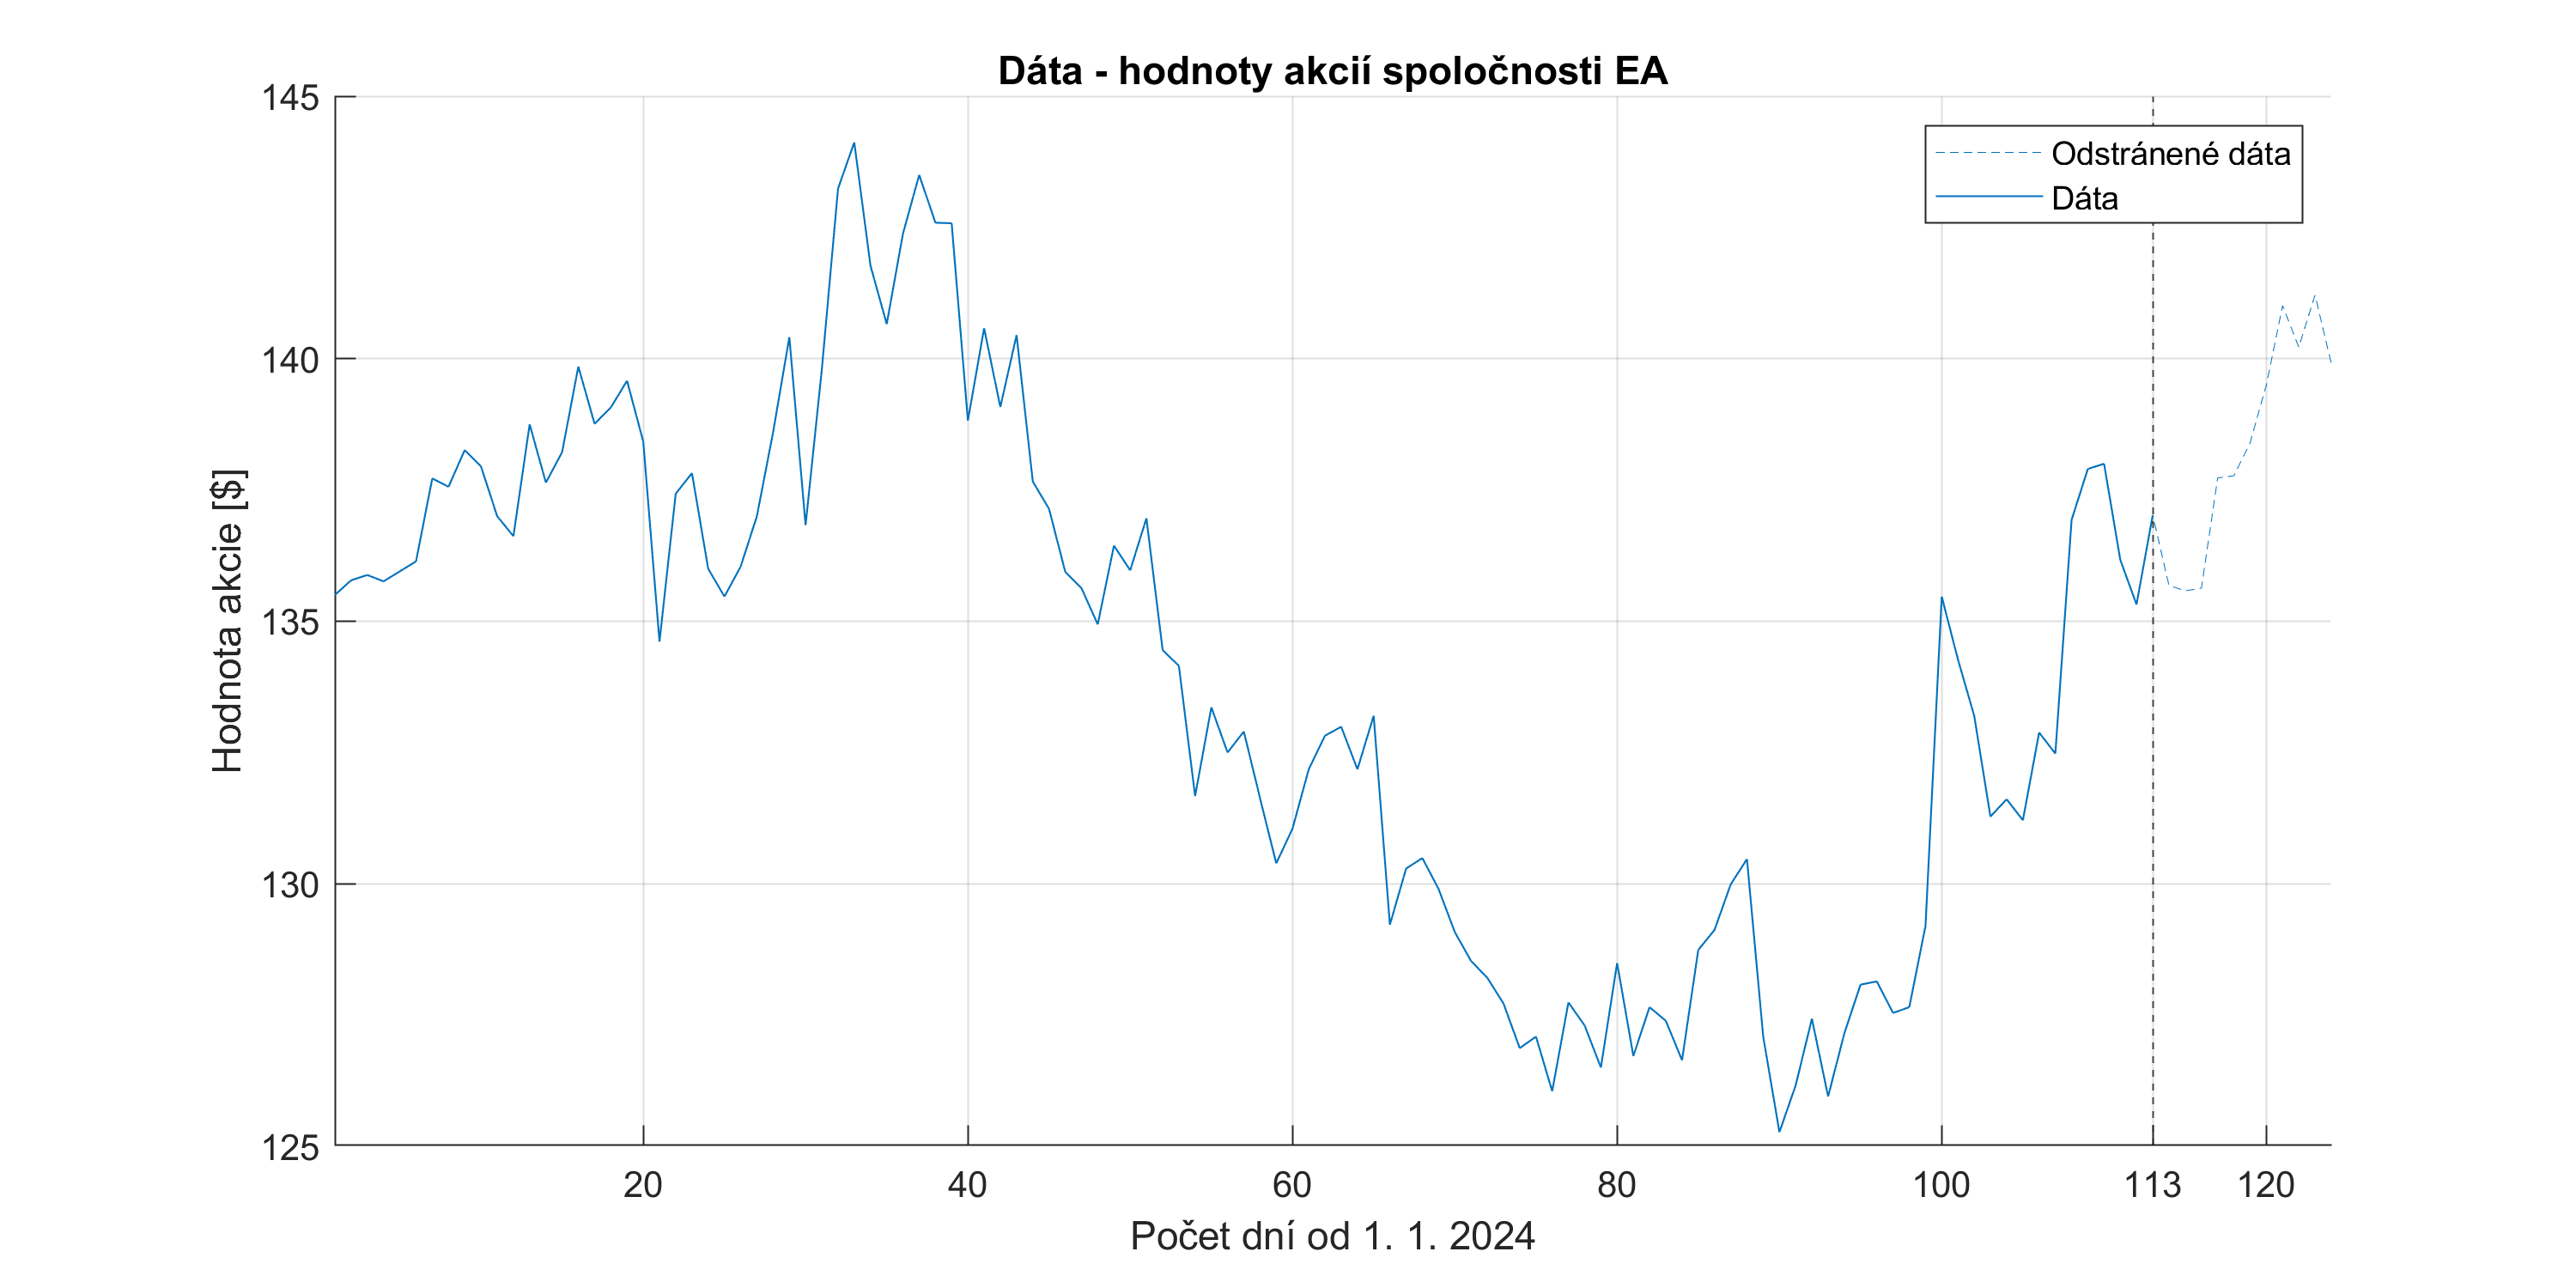 Dáta - hodnoty akcií spoločnosti EA
Odstránené dáta
Dáta
Hodnota akcie [$]
145
140
135
130
125
20 40 60 80 100 113 120
Počet dní od 1. 1. 2024